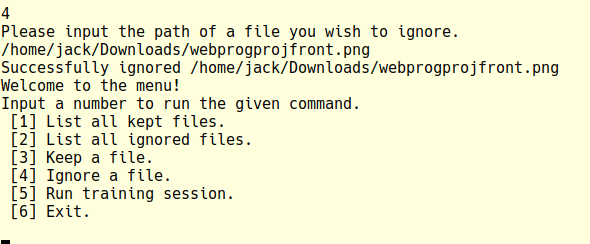 4
Please input the path of a file you wish to ignore.
/home/jack/Downloads/webprogprojfront.png
Successfully ignored /home/jack/Downloads/webprogprojfront.png
Welcome to the menu!
Input a number to run the given command.
 [1] List all kept files.
 [2] List all ignored files.
 [3] Keep a file.
 [4] Ignore a file.
 [5] Run training session.
 [6] Exit.